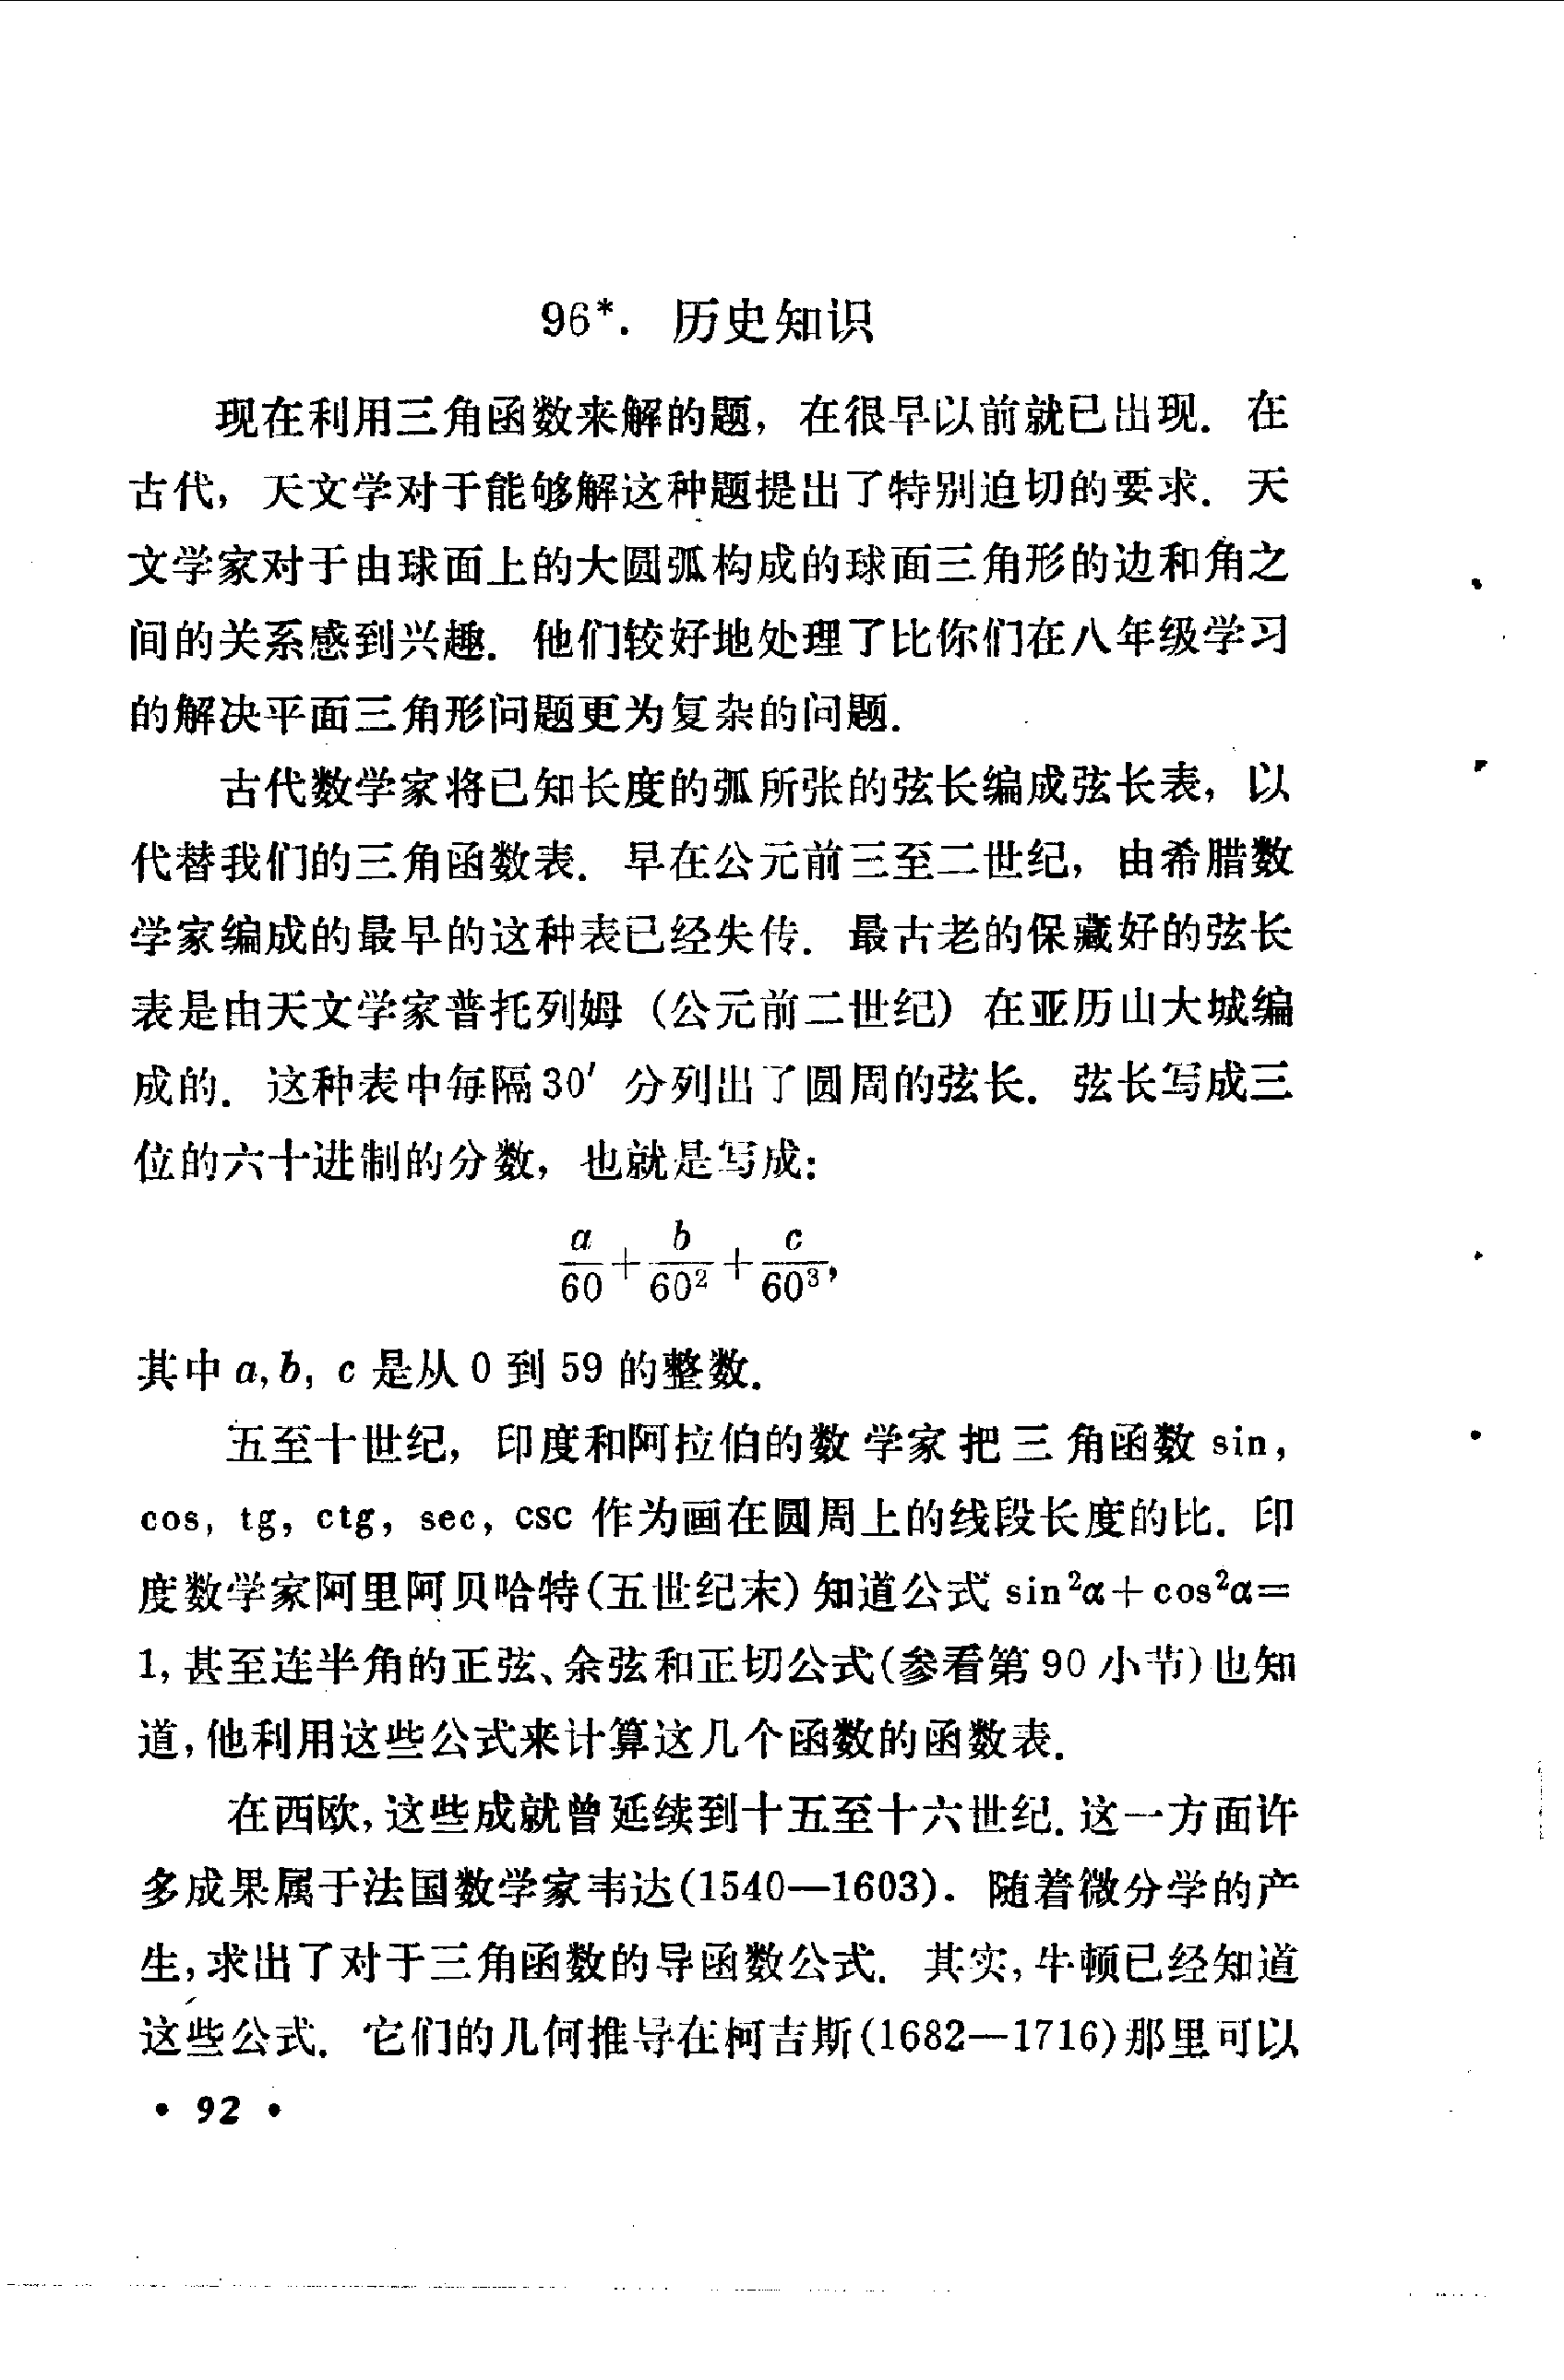 96*. 历史知识
现在利用三角函数来解的题，在很早以前就已出现．在
古代，天文学对于能够解这种题提出了特别迫切的要求．天
文学家对于由球面上的大圆弧构成的球面三角形的边和角之
间的关系感到兴趣．他们较好地处理了比你们在八年级学习
的解决平面三角形问题更为复杂的问题．
古代数学家将已知长度的弧所张的弦长编成弦长表，以
代替我们的三角函数表．早在公元前三至二世纪，由希腊数
学家编成的最早的这种表已经失传．最古老的保藏好的弦长
表是由天文学家普托列姆（公元前二世纪）在亚历山大城编
成的．这种表中每隔30′ 分列出了圆周的弦长．弦长写成三
位的六十进制的分数，也就是写成：
a/60 + b/60² + c/60³，
其中 a, b, c 是从 0 到 59 的整数．
五至十世纪，印度和阿拉伯的数学家把三角函数 sin,
cos, tg, ctg, sec, csc 作为画在圆周上的线段长度的比．印
度数学家阿里阿贝哈特(五世纪末)知道公式 sin²α＋cos²α＝
1,甚至连半角的正弦、余弦和正切公式(参看第 90 小节)也知
道,他利用这些公式来计算这几个函数的函数表．
在西欧,这些成就曾延续到十五至十六世纪．这一方面许
多成果属于法国数学家韦达(1540—1603)．随着微分学的产
生,求出了对于三角函数的导函数公式．其实,牛顿已经知道
这些公式．它们的几何推导在柯吉斯(1682—1716)那里可以
• 92 •